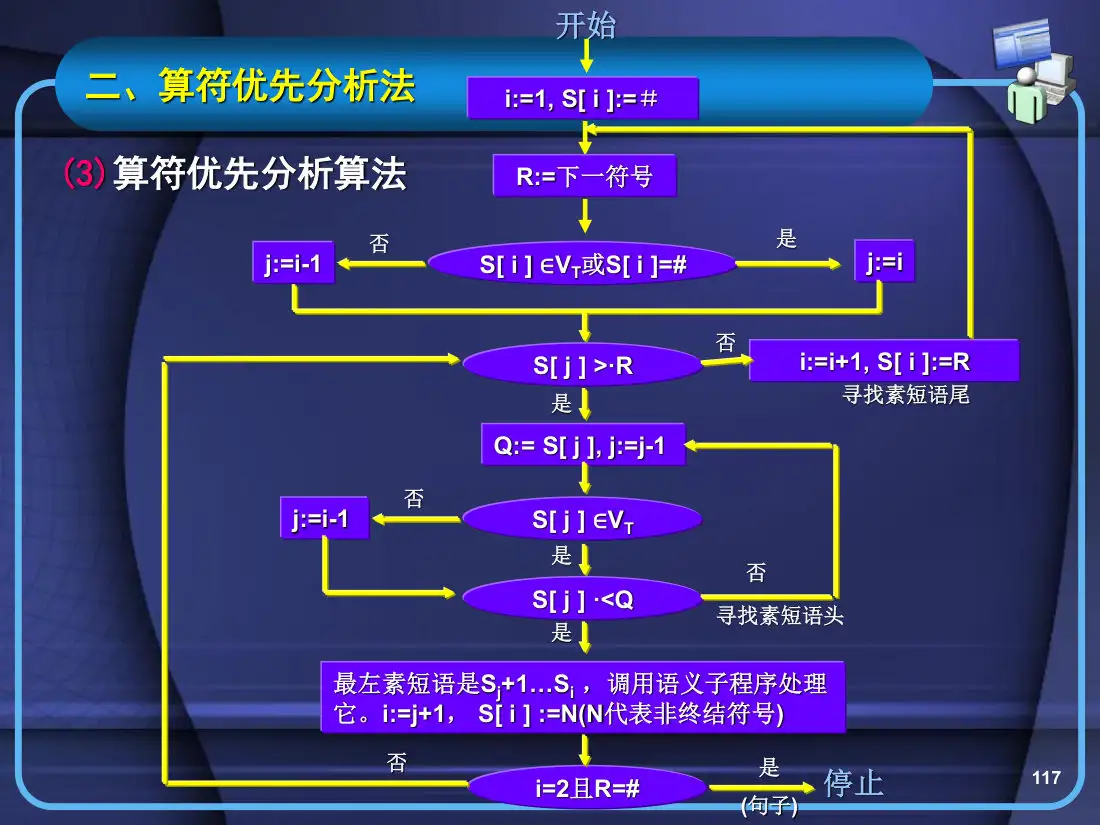 开始
二、算符优先分析法
i:=1, S[ i ]:=＃
(3)算符优先分析算法
R:=下一符号
否
是
j:=i-1
S[ i ] ∈VT或S[ i ]=#
j:=i
否
S[ j ] >·R
i:=i+1, S[ i ]:=R
是
寻找素短语尾
Q:= S[ j ], j:=j-1
否
j:=i-1
S[ j ] ∈VT
是
否
S[ j ] ·<Q
寻找素短语头
是
最左素短语是Sj+1…Si ，调用语义子程序处理
它。i:=j+1， S[ i ] :=N(N代表非终结符号)
否
是
i=2且R=#
停止
(句子)
117